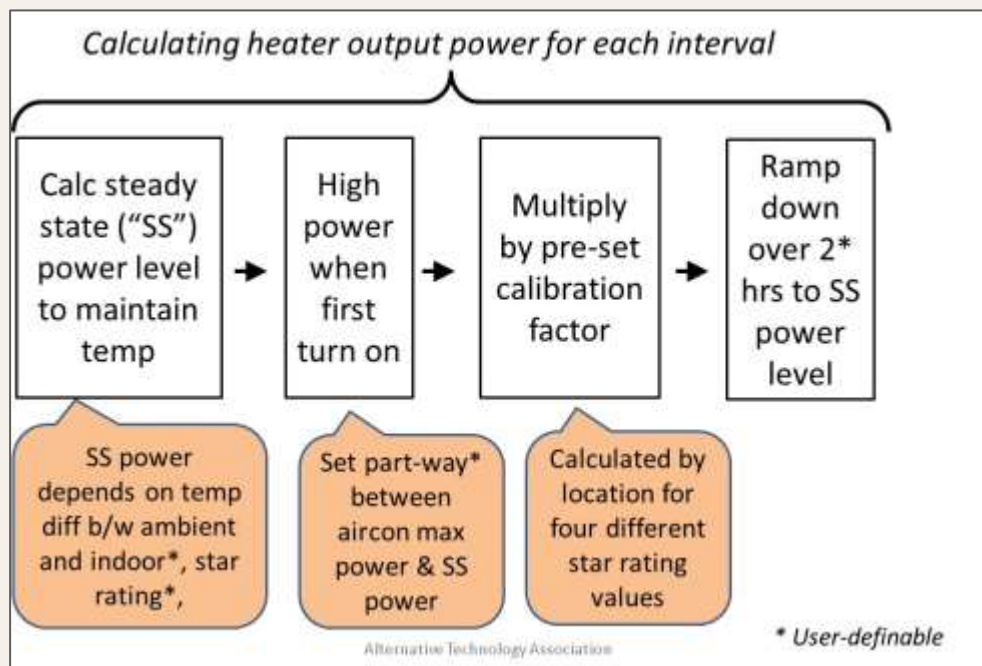 Calculating heater output power for each interval
Calc steady
state (“SS”)
power level
to maintain
temp
High
power
when
first
turn on
Multiply
by pre-set
calibration
factor
Ramp
down
over 2*
hrs to SS
power
level
SS power
depends on temp
diff b/w ambient
and indoor*, star
rating*,
Set part-way*
between
aircon max
power & SS
power
Calculated by
location for
four different
star rating
values
Alternative Technology Association
* User-definable